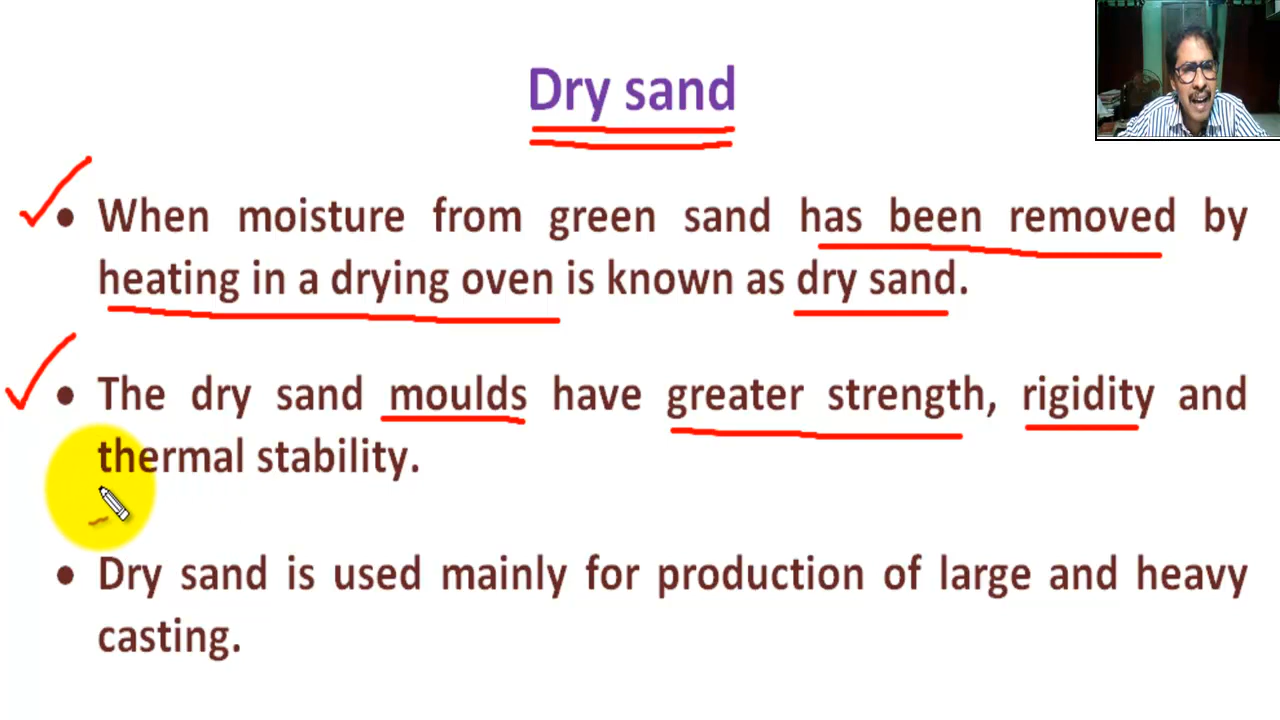 Dry sand
• When moisture from green sand has been removed by
heating in a drying oven is known as dry sand.
• The dry sand moulds have greater strength, rigidity and
thermal stability.
• Dry sand is used mainly for production of large and heavy
casting.